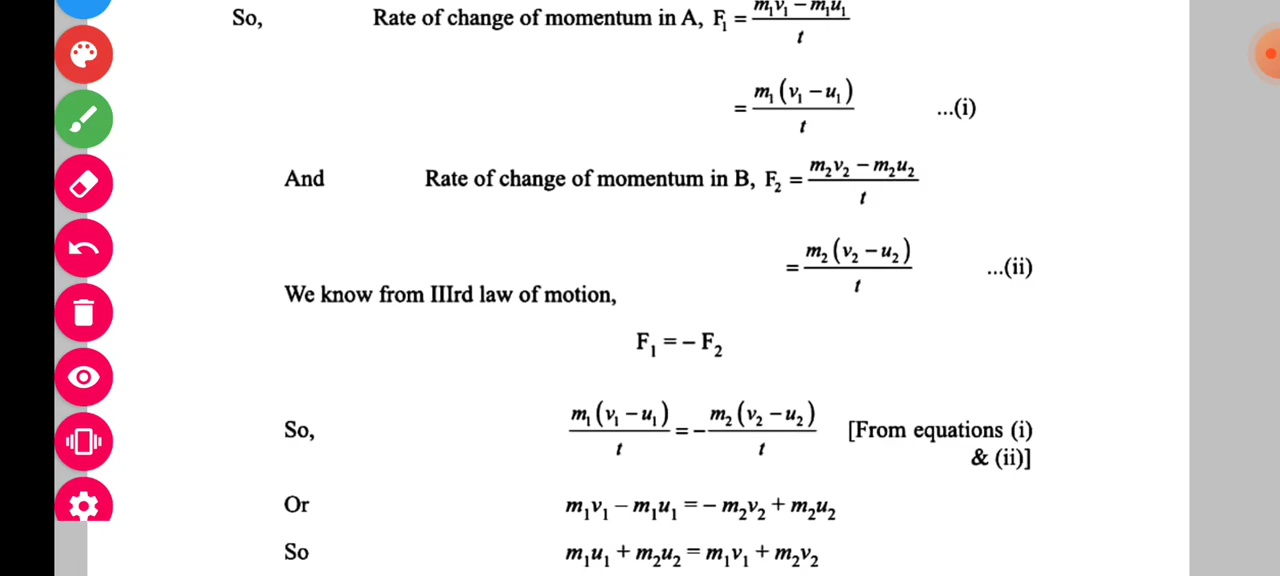 So, Rate of change of momentum in A, F₁ = (m₁v₁ − m₁u₁)/t
= m₁(v₁ − u₁)/t ...(i)
And Rate of change of momentum in B, F₂ = (m₂v₂ − m₂u₂)/t
= m₂(v₂ − u₂)/t ...(ii)
We know from IIIrd law of motion,
F₁ = − F₂
So, m₁(v₁ − u₁)/t = − m₂(v₂ − u₂)/t [From equations (i)
& (ii)]
Or m₁v₁ − m₁u₁ = − m₂v₂ + m₂u₂
So m₁u₁ + m₂u₂ = m₁v₁ + m₂v₂